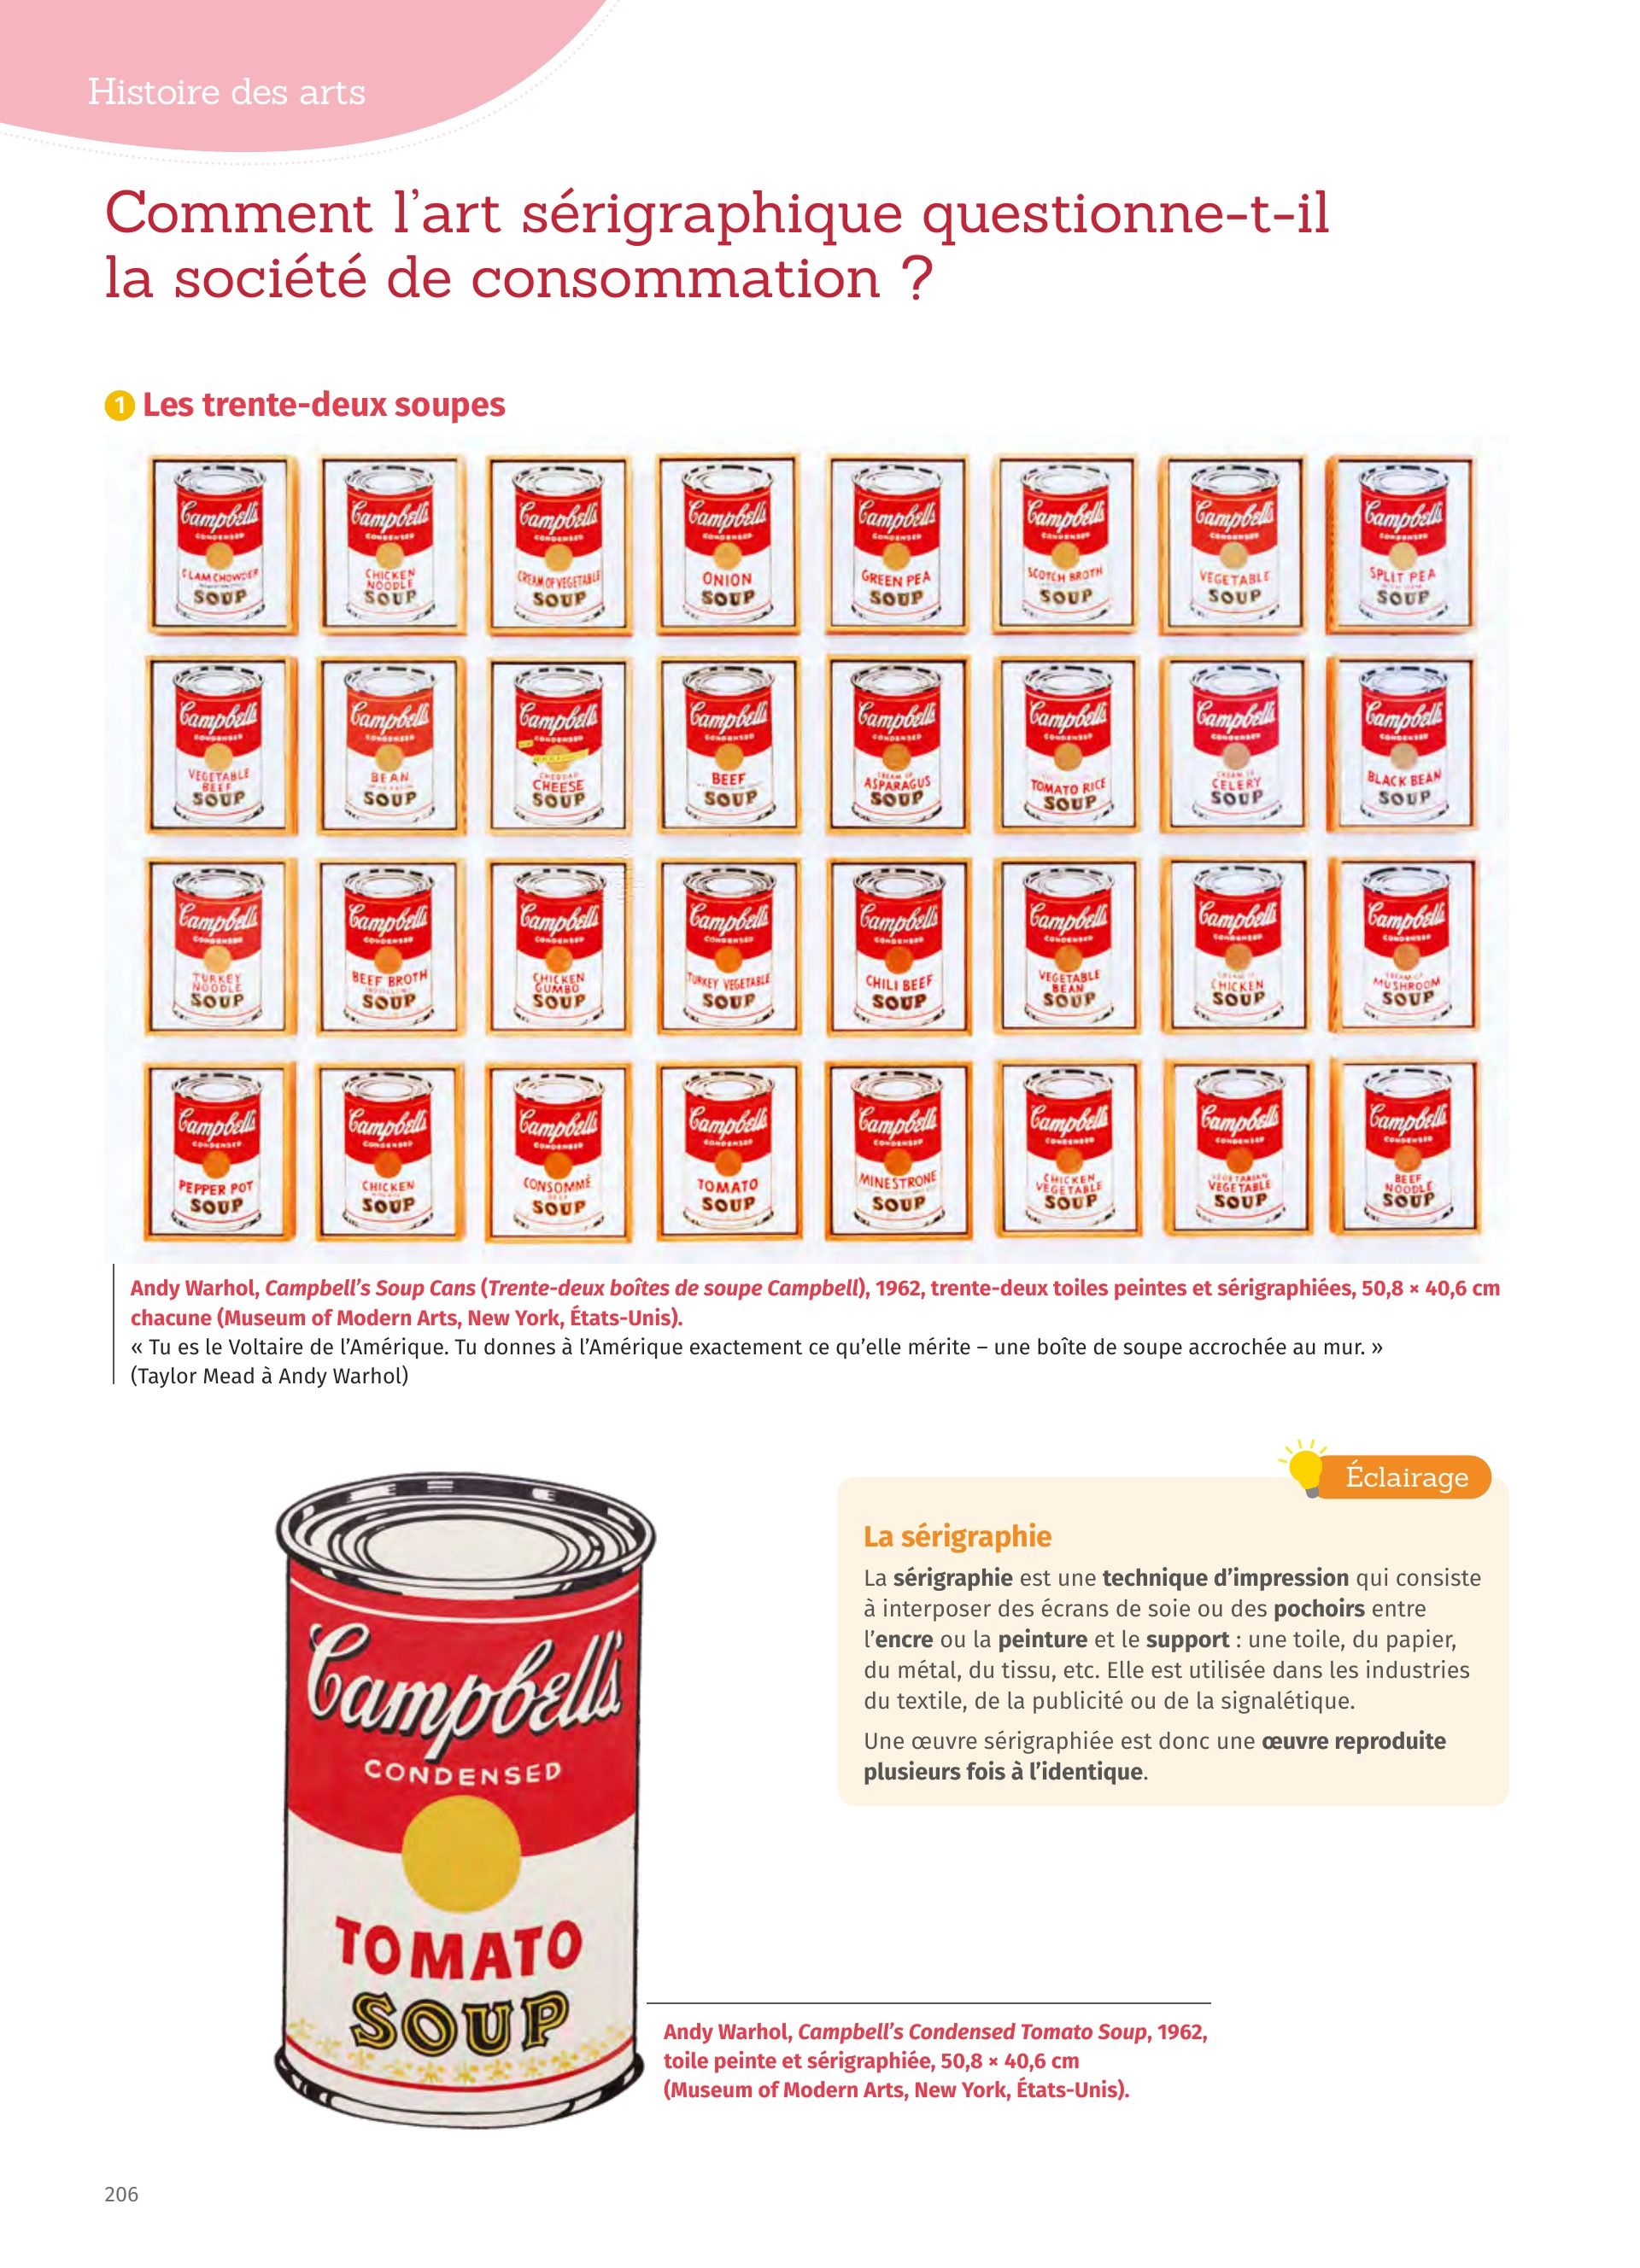 Histoire des arts
Comment l'art sérigraphique questionne-t-il
la société de consommation ?
1 Les trente-deux soupes
Campbell's CONDENSED CLAM CHOWDER SOUP
Campbell's CONDENSED CHICKEN NOODLE SOUP
Campbell's CONDENSED CREAM OF VEGETABLE SOUP
Campbell's CONDENSED ONION SOUP
Campbell's CONDENSED GREEN PEA SOUP
Campbell's CONDENSED SCOTCH BROTH SOUP
Campbell's CONDENSED VEGETABLE SOUP
Campbell's CONDENSED SPLIT PEA SOUP
Campbell's CONDENSED VEGETABLE BEEF SOUP
Campbell's CONDENSED BEAN SOUP
Campbell's CONDENSED CHEDDAR CHEESE SOUP
Campbell's CONDENSED BEEF SOUP
Campbell's CONDENSED CREAM OF ASPARAGUS SOUP
Campbell's CONDENSED TOMATO RICE SOUP
Campbell's CONDENSED CREAM OF CELERY SOUP
Campbell's CONDENSED BLACK BEAN SOUP
Campbell's CONDENSED TURKEY NOODLE SOUP
Campbell's CONDENSED BEEF BROTH SOUP
Campbell's CONDENSED CHICKEN GUMBO SOUP
Campbell's CONDENSED TURKEY VEGETABLE SOUP
Campbell's CONDENSED CHILI BEEF SOUP
Campbell's CONDENSED VEGETABLE BEAN SOUP
Campbell's CONDENSED CREAM OF CHICKEN SOUP
Campbell's CONDENSED CREAM OF MUSHROOM SOUP
Campbell's CONDENSED PEPPER POT SOUP
Campbell's CONDENSED CHICKEN SOUP
Campbell's CONDENSED CONSOMMÉ SOUP
Campbell's CONDENSED TOMATO SOUP
Campbell's CONDENSED MINESTRONE SOUP
Campbell's CONDENSED CHICKEN VEGETABLE SOUP
Campbell's CONDENSED VEGETARIAN VEGETABLE SOUP
Campbell's CONDENSED BEEF NOODLE SOUP
Andy Warhol, Campbell's Soup Cans (Trente-deux boîtes de soupe Campbell), 1962, trente-deux toiles peintes et sérigraphiées, 50,8 × 40,6 cm
chacune (Museum of Modern Arts, New York, États-Unis).
« Tu es le Voltaire de l'Amérique. Tu donnes à l'Amérique exactement ce qu'elle mérite – une boîte de soupe accrochée au mur. »
(Taylor Mead à Andy Warhol)
Campbell's
CONDENSED
TOMATO
SOUP
Éclairage
La sérigraphie
La sérigraphie est une technique d'impression qui consiste
à interposer des écrans de soie ou des pochoirs entre
l'encre ou la peinture et le support : une toile, du papier,
du métal, du tissu, etc. Elle est utilisée dans les industries
du textile, de la publicité ou de la signalétique.
Une œuvre sérigraphiée est donc une œuvre reproduite
plusieurs fois à l'identique.
Andy Warhol, Campbell's Condensed Tomato Soup, 1962,
toile peinte et sérigraphiée, 50,8 × 40,6 cm
(Museum of Modern Arts, New York, États-Unis).
206